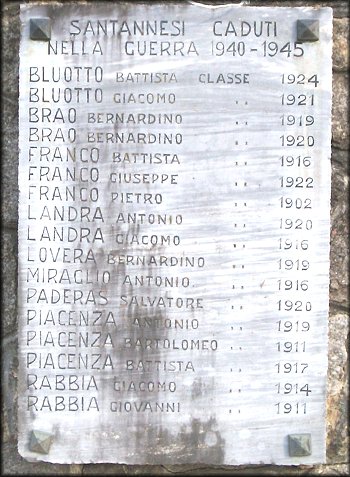 SANTANNESI CADUTI
NELLA GUERRA 1940-1945
BLUOTTO BATTISTA CLASSE 1924
BLUOTTO GIACOMO .. 1921
BRAO BERNARDINO .. 1919
BRAO BERNARDINO .. 1920
FRANCO BATTISTA .. 1916
FRANCO GIUSEPPE .. 1922
FRANCO PIETRO .. 1902
LANDRA ANTONIO .. 1920
LANDRA GIACOMO .. 1916
LOVERA BERNARDINO .. 1919
MIRAGLIO ANTONIO .. 1916
PADERAS SALVATORE .. 1920
PIACENZA ANTONIO .. 1919
PIACENZA BARTOLOMEO .. 1911
PIACENZA BATTISTA .. 1917
RABBIA GIACOMO .. 1914
RABBIA GIOVANNI .. 1911